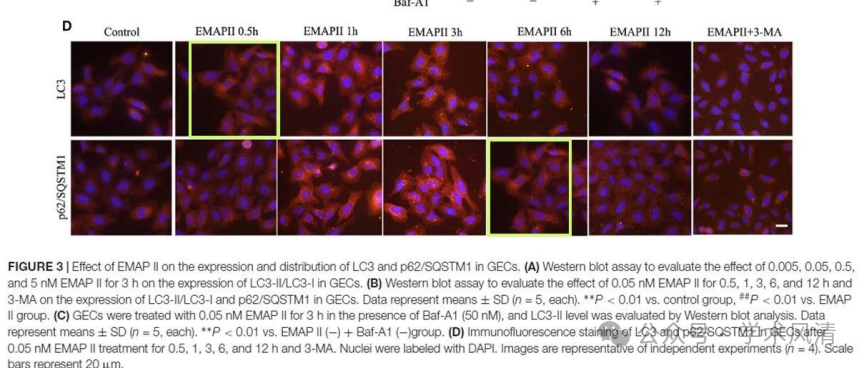 Baf-A1 − − + +
D
Control EMAPII 0.5h EMAPII 1h EMAPII 3h EMAPII 6h EMAPII 12h EMAPII+3-MA
LC3
p62/SQSTM1
FIGURE 3 | Effect of EMAP II on the expression and distribution of LC3 and p62/SQSTM1 in GECs. (A) Western blot assay to evaluate the effect of 0.005, 0.05, 0.5,
and 5 nM EMAP II for 3 h on the expression of LC3-II/LC3-I in GECs. (B) Western blot assay to evaluate the effect of 0.05 nM EMAP II for 0.5, 1, 3, 6, and 12 h and
3-MA on the expression of LC3-II/LC3-I and p62/SQSTM1 in GECs. Data represent means ± SD (n = 5, each). **P < 0.01 vs. control group, ##P < 0.01 vs. EMAP
II group. (C) GECs were treated with 0.05 nM EMAP II for 3 h in the presence of Baf-A1 (50 nM), and LC3-II level was evaluated by Western blot analysis. Data
represent means ± SD (n = 5, each). **P < 0.01 vs. EMAP II (−) + Baf-A1 (−)group. (D) Immunofluorescence staining of LC3 and p62/SQSTM1 in GECs after
0.05 nM EMAP II treatment for 0.5, 1, 3, 6, and 12 h and 3-MA. Nuclei were labeled with DAPI. Images are representative of independent experiments (n = 4). Scale
bars represent 20 μm.
公众号 · 学术风清